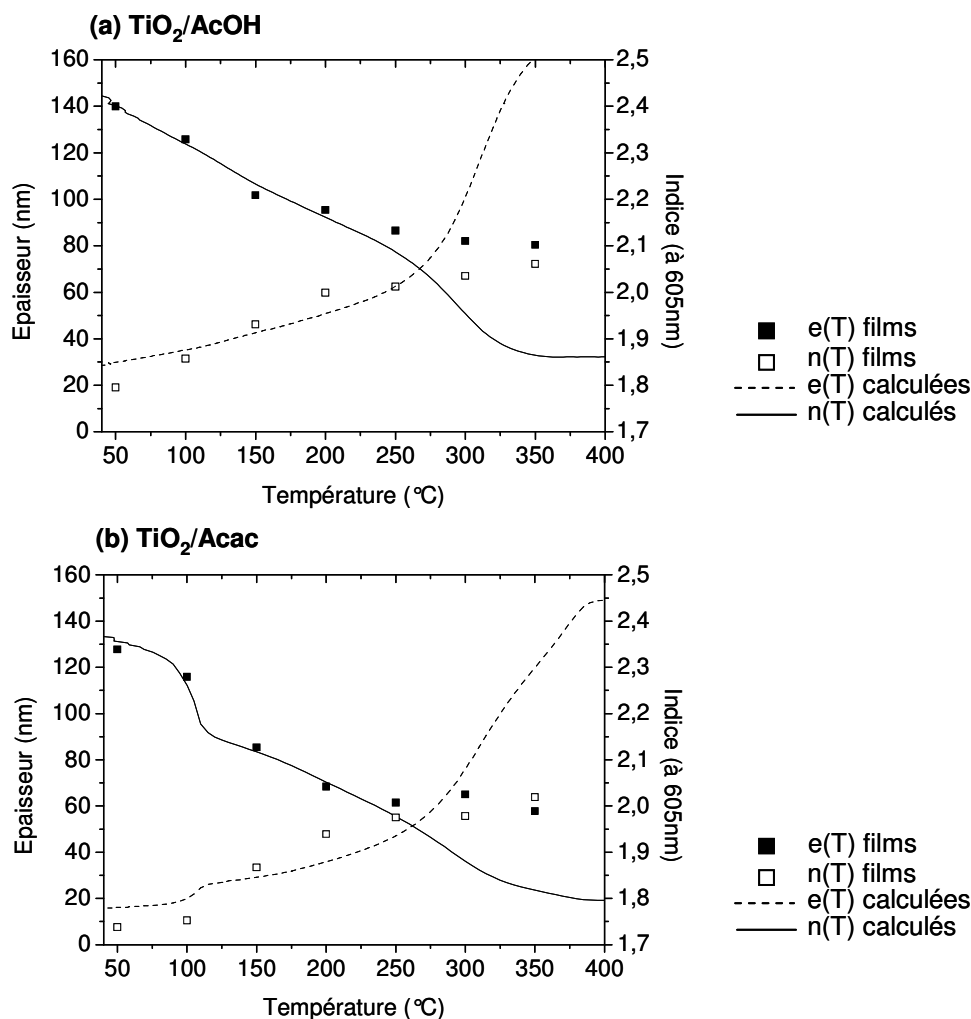 (a) TiO2/AcOH
160
140
120
100
80
60
40
20
0
Epaisseur (nm)
2,5
2,4
2,3
2,2
2,1
2,0
1,9
1,8
1,7
Indice (à 605nm)
50 100 150 200 250 300 350 400
Température (°C)
e(T) films
n(T) films
e(T) calculées
n(T) calculés
(b) TiO2/Acac
160
140
120
100
80
60
40
20
0
Epaisseur (nm)
2,5
2,4
2,3
2,2
2,1
2,0
1,9
1,8
1,7
Indice (à 605nm)
50 100 150 200 250 300 350 400
Température (°C)
e(T) films
n(T) films
e(T) calculées
n(T) calculés